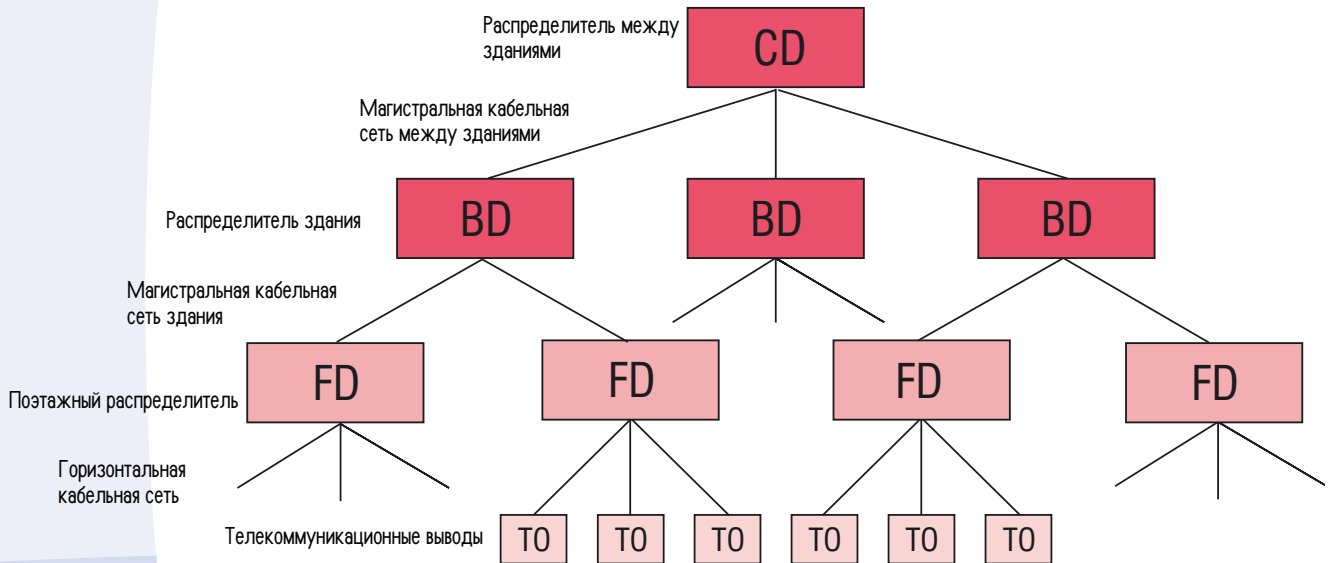 Распределитель между
зданиями
CD
Магистральная кабельная
сеть между зданиями
Распределитель здания
BD
BD
BD
Магистральная кабельная
сеть здания
Поэтажный распределитель
FD
FD
FD
FD
Горизонтальная
кабельная сеть
Телекоммуникационные выводы
TO
TO
TO
TO
TO
TO